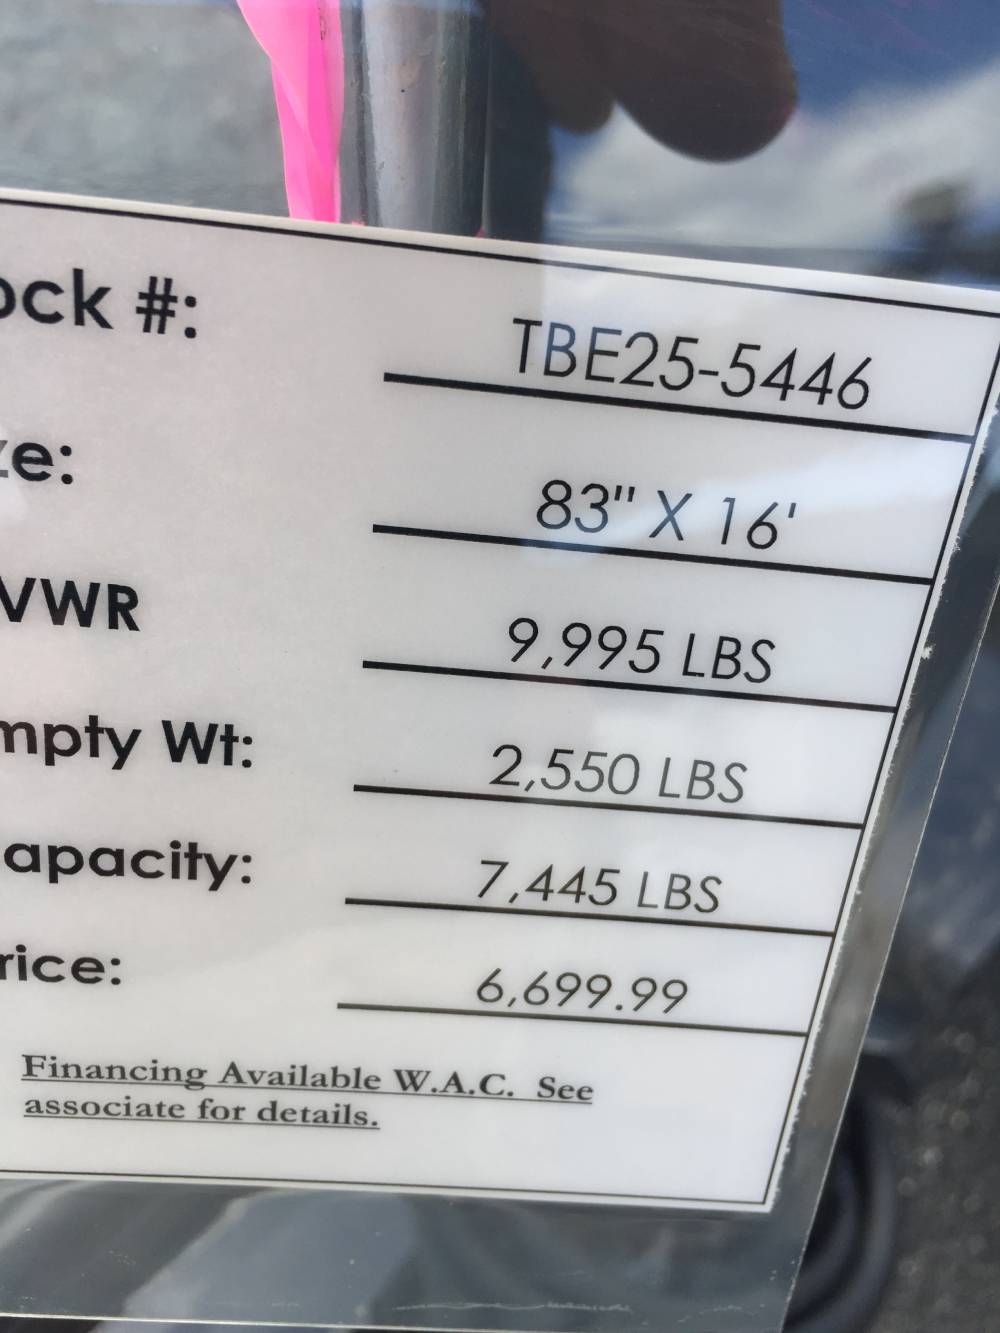 ock #: TBE25-5446
ze: 83" X 16'
VWR 9,995 LBS
mpty Wt: 2,550 LBS
apacity: 7,445 LBS
rice: 6,699.99
Financing Available W.A.C. See
associate for details.